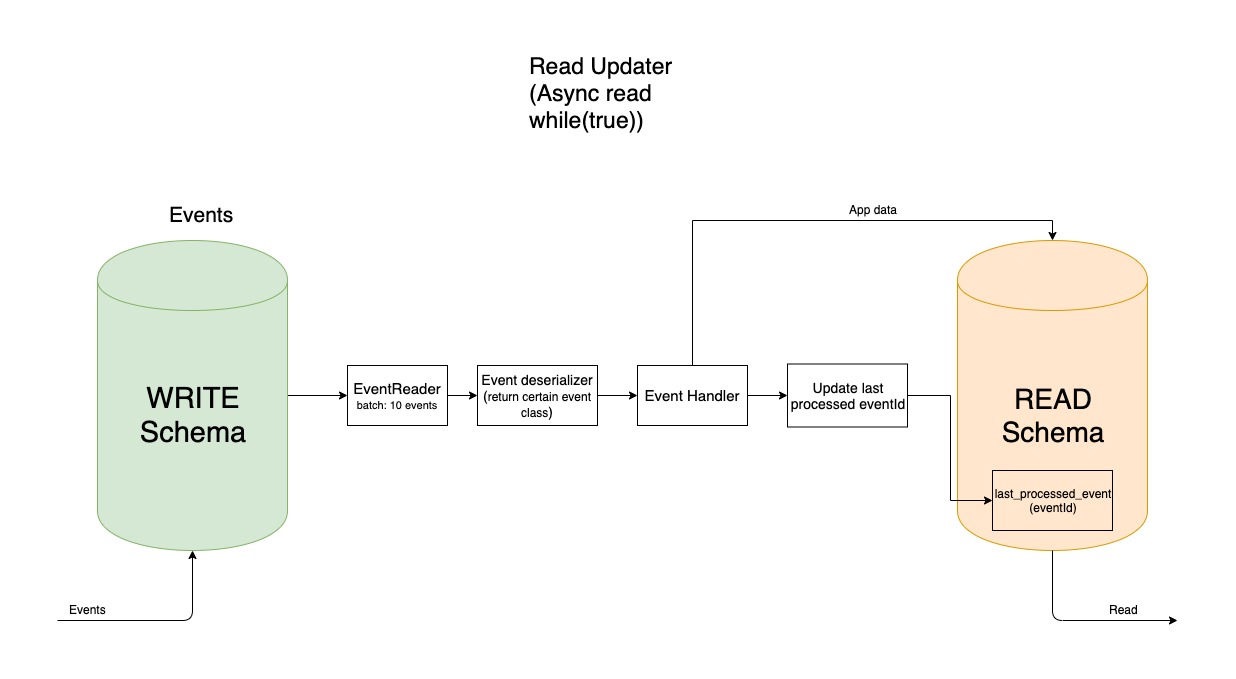 Read Updater
(Async read
while(true))
Events
App data
WRITE
Schema
EventReader
batch: 10 events
Event deserializer
(return certain event
class)
Event Handler
Update last
processed eventId
READ
Schema
last_processed_event
(eventId)
Events
Read